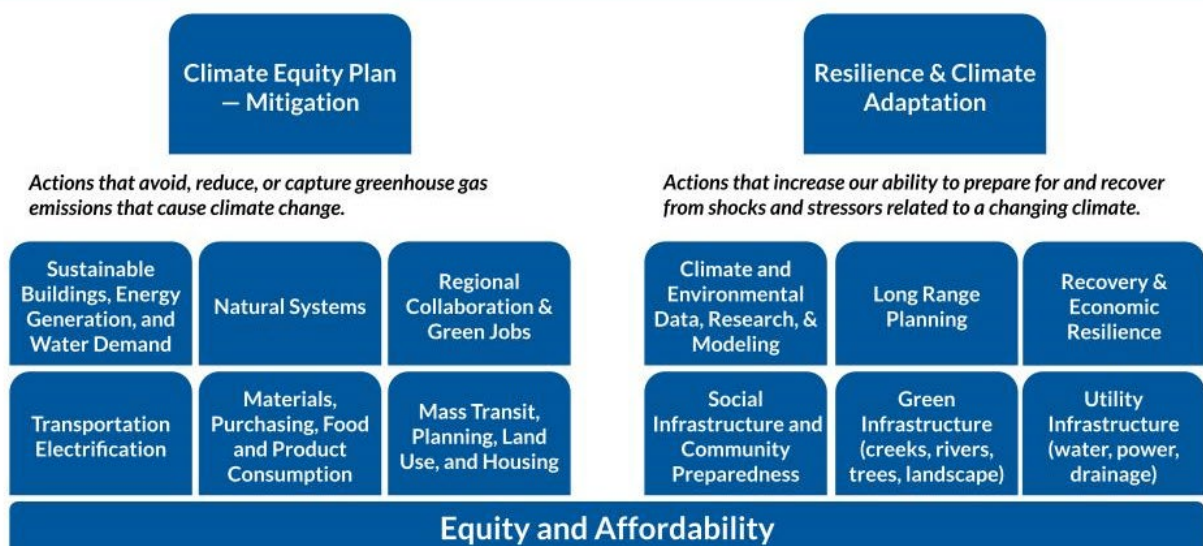 Climate Equity Plan
— Mitigation
Resilience & Climate
Adaptation
Actions that avoid, reduce, or capture greenhouse gas
emissions that cause climate change.
Actions that increase our ability to prepare for and recover
from shocks and stressors related to a changing climate.
Sustainable
Buildings, Energy
Generation, and
Water Demand
Natural Systems
Regional
Collaboration &
Green Jobs
Climate and
Environmental
Data, Research, &
Modeling
Long Range
Planning
Recovery &
Economic
Resilience
Transportation
Electrification
Materials,
Purchasing, Food
and Product
Consumption
Mass Transit,
Planning, Land
Use, and Housing
Social
Infrastructure and
Community
Preparedness
Green
Infrastructure
(creeks, rivers,
trees, landscape)
Utility
Infrastructure
(water, power,
drainage)
Equity and Affordability